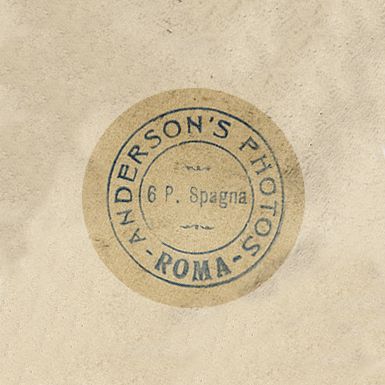 ANDERSON'S PHOTOS
6 P. Spagna
-ROMA-